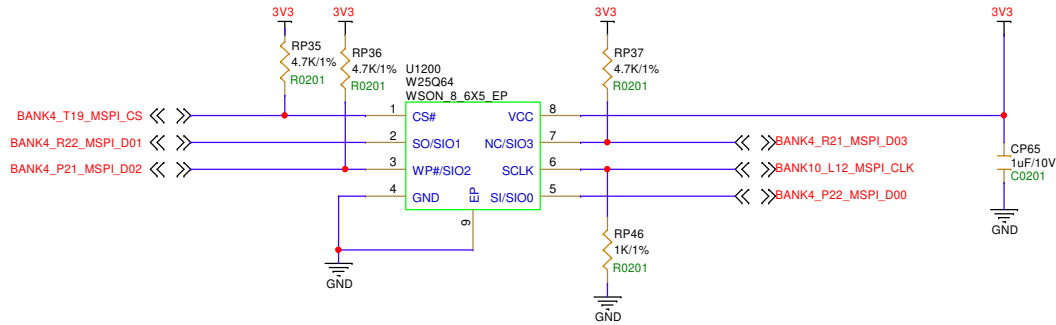 3V3
3V3
3V3
3V3
RP35
4.7K/1%
R0201
RP36
4.7K/1%
R0201
RP37
4.7K/1%
R0201
U1200
W25Q64
WSON_8_6X5_EP
BANK4_T19_MSPI_CS
1
CS#
VCC
8
BANK4_R22_MSPI_D01
2
SO/SIO1
NC/SIO3
7
BANK4_R21_MSPI_D03
BANK4_P21_MSPI_D02
3
WP#/SIO2
SCLK
6
BANK10_L12_MSPI_CLK
4
GND
EP
SI/SIO0
5
BANK4_P22_MSPI_D00
9
CP65
1uF/10V
C0201
GND
RP46
1K/1%
R0201
GND
GND